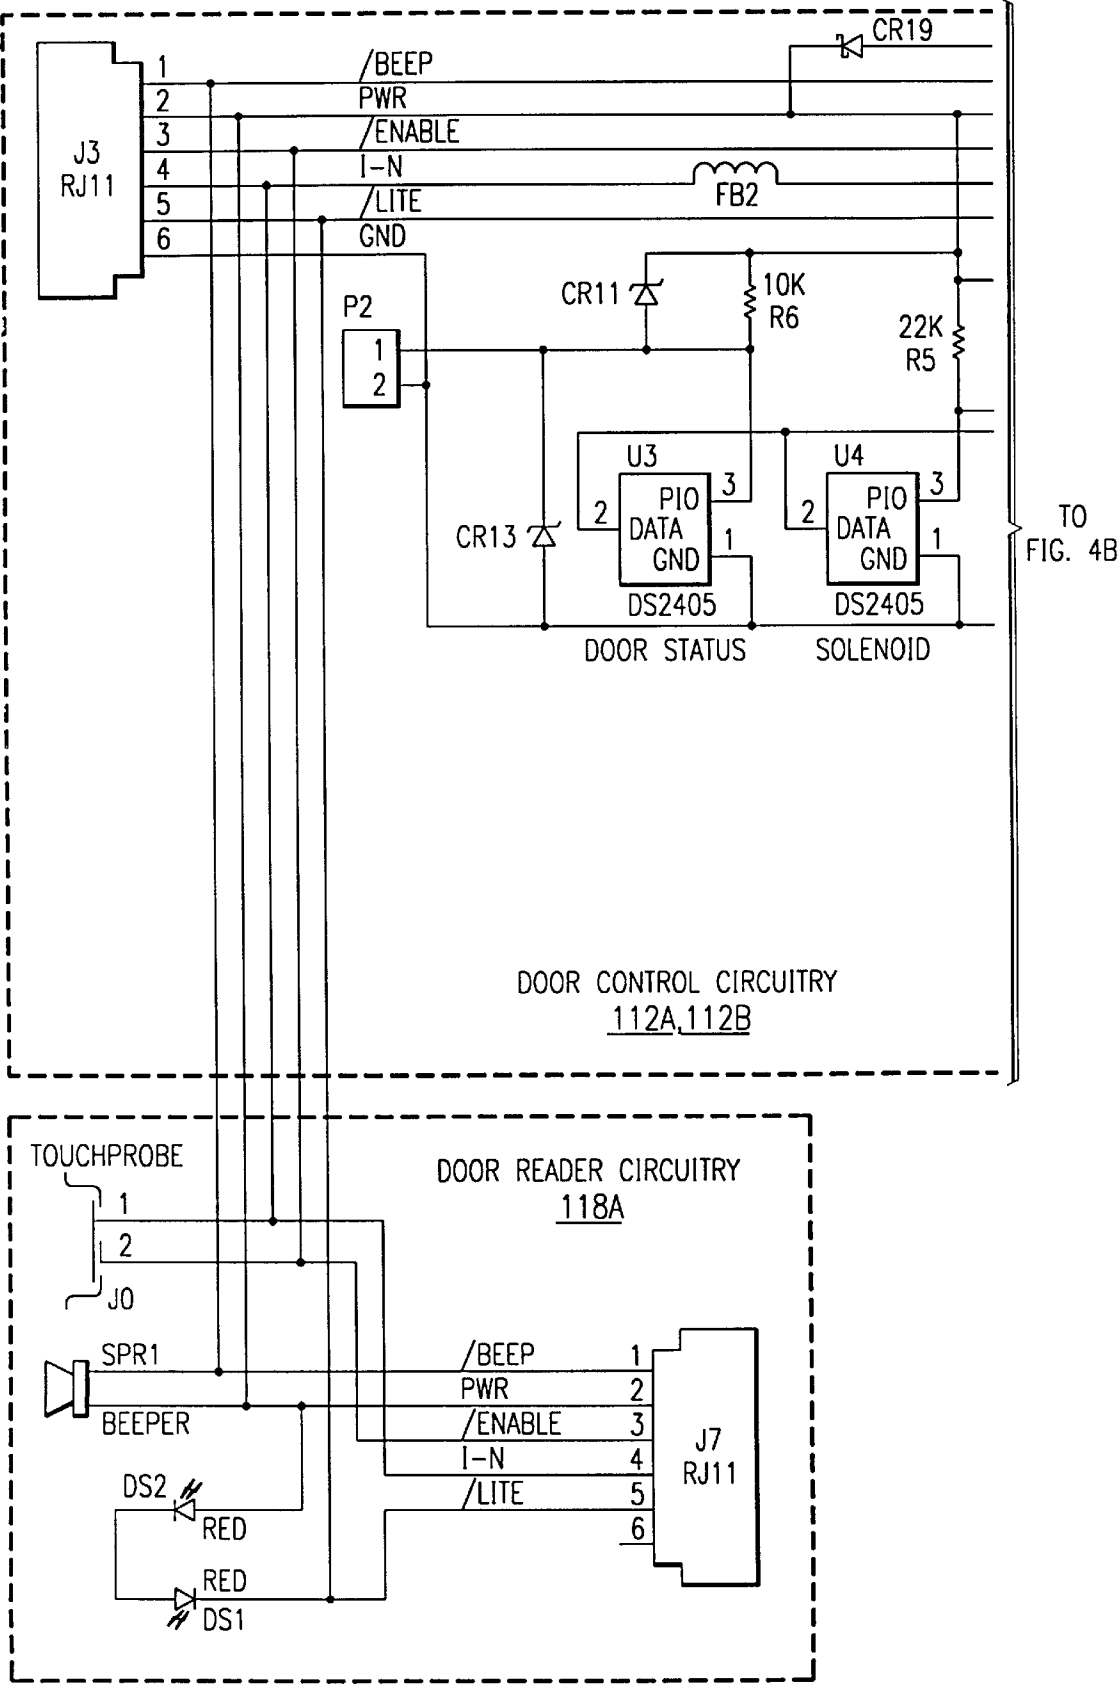 CR19
1 /BEEP
2 PWR
3 /ENABLE
J3
RJ11
4 I-N
FB2
5 /LITE
6 GND
CR11
10K
R6
P2
1
2
22K
R5
U3
PIO 3
2 DATA
GND 1
DS2405
U4
PIO 3
2 DATA
GND 1
DS2405
CR13
DOOR STATUS
SOLENOID
TO
FIG. 4B
DOOR CONTROL CIRCUITRY
112A,112B
TOUCHPROBE
1
2
J0
DOOR READER CIRCUITRY
118A
SPR1
BEEPER
/BEEP 1
PWR 2
/ENABLE 3
I-N 4
/LITE 5
6
J7
RJ11
DS2
RED
RED
DS1